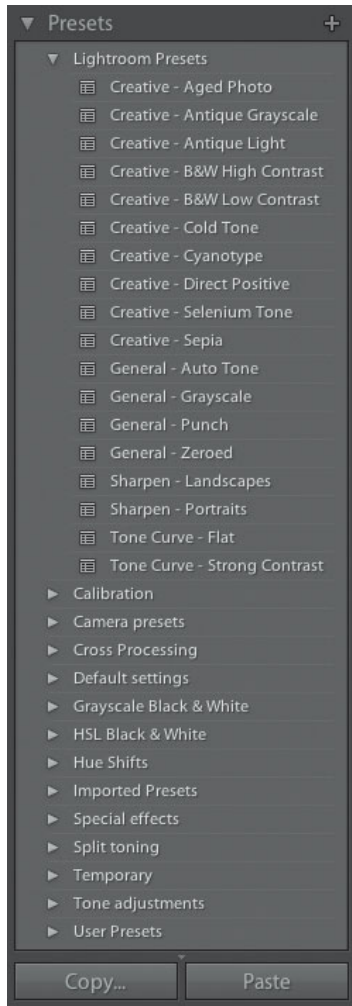 Presets +
Lightroom Presets
Creative - Aged Photo
Creative - Antique Grayscale
Creative - Antique Light
Creative - B&W High Contrast
Creative - B&W Low Contrast
Creative - Cold Tone
Creative - Cyanotype
Creative - Direct Positive
Creative - Selenium Tone
Creative - Sepia
General - Auto Tone
General - Grayscale
General - Punch
General - Zeroed
Sharpen - Landscapes
Sharpen - Portraits
Tone Curve - Flat
Tone Curve - Strong Contrast
Calibration
Camera presets
Cross Processing
Default settings
Grayscale Black & White
HSL Black & White
Hue Shifts
Imported Presets
Special effects
Split toning
Temporary
Tone adjustments
User Presets
Copy... Paste